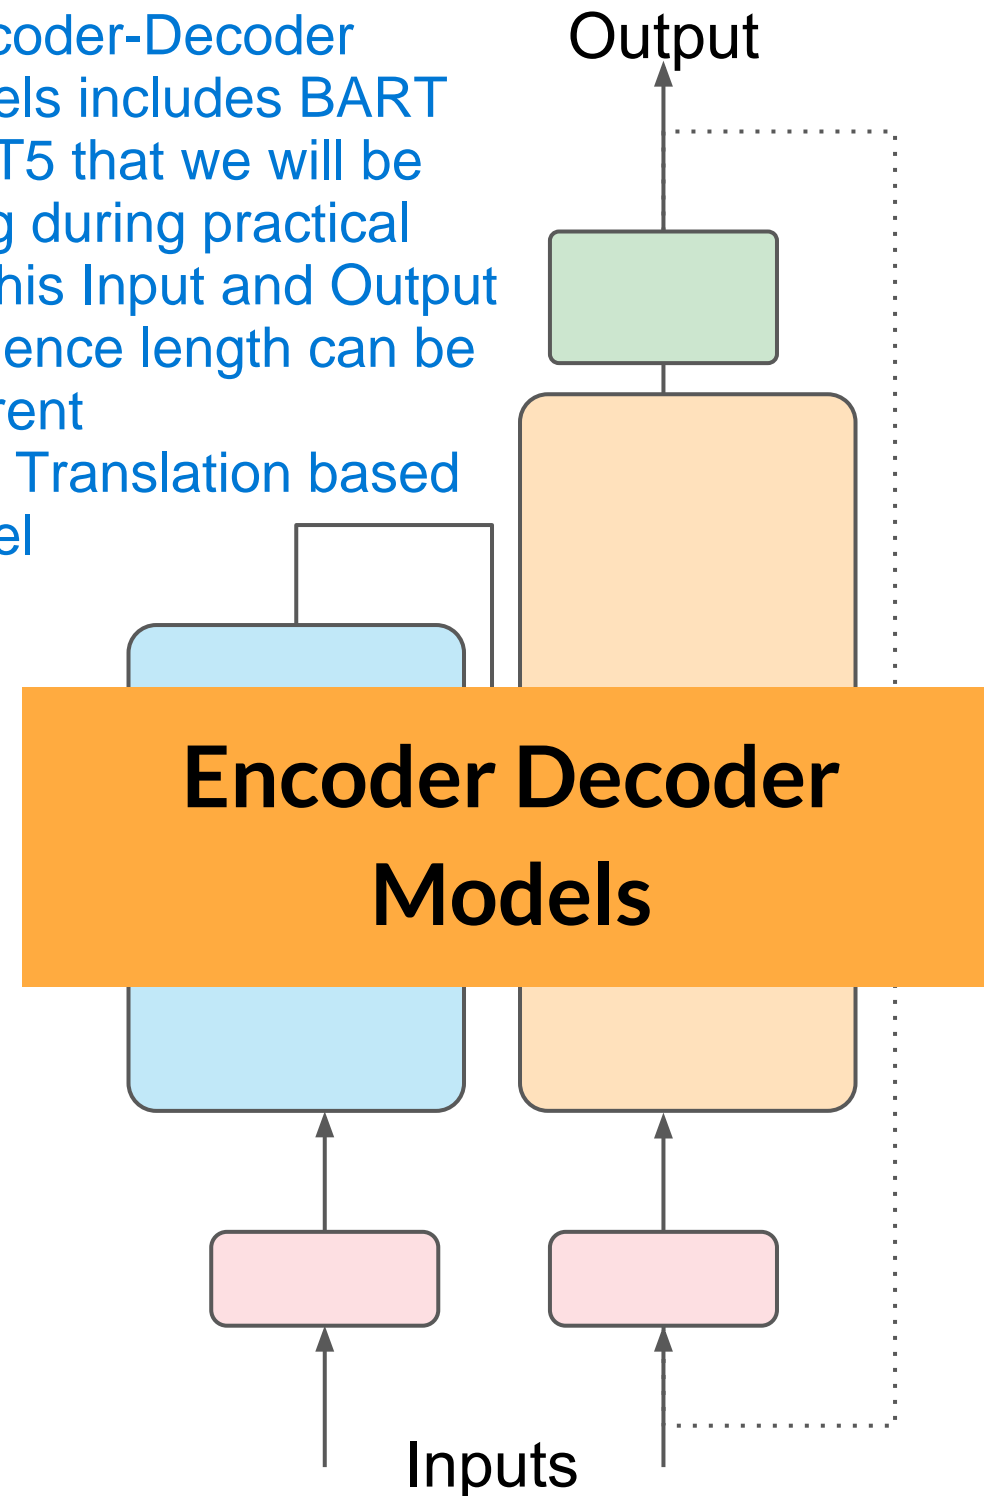 coder-Decoder
els includes BART
T5 that we will be
g during practical
his Input and Output
ence length can be
rent
Translation based
el
Output
Encoder Decoder
Models
Inputs